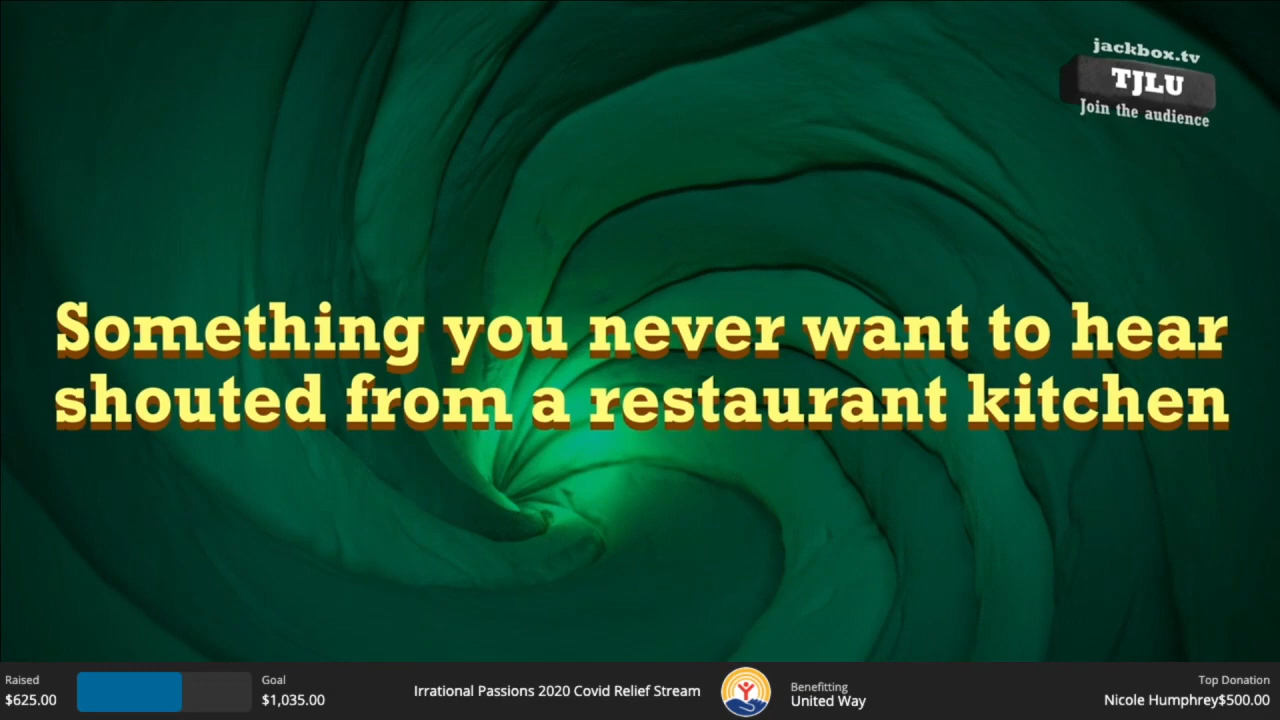 jackbox.tv
TJLU
Join the audience
Something you never want to hear
shouted from a restaurant kitchen
Raised
$625.00
Goal
$1,035.00
Irrational Passions 2020 Covid Relief Stream
Benefitting
United Way
Top Donation
Nicole Humphrey$500.00